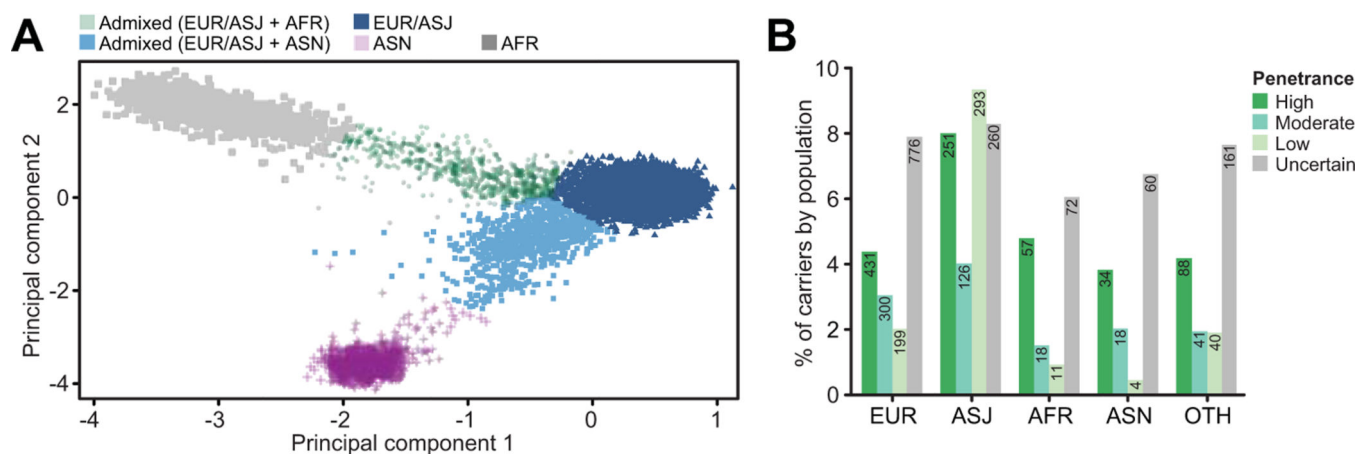 A
Admixed (EUR/ASJ + AFR) EUR/ASJ
Admixed (EUR/ASJ + ASN) ASN AFR
Principal component 2
2
0
-2
-4
-4 -3 -2 -1 0 1
Principal component 1
B
% of carriers by population
10
8
6
4
2
0
431 300 199 776
251 126 293 260
57 18 11 72
34 18 4 60
88 41 40 161
EUR ASJ AFR ASN OTH
Penetrance
High
Moderate
Low
Uncertain